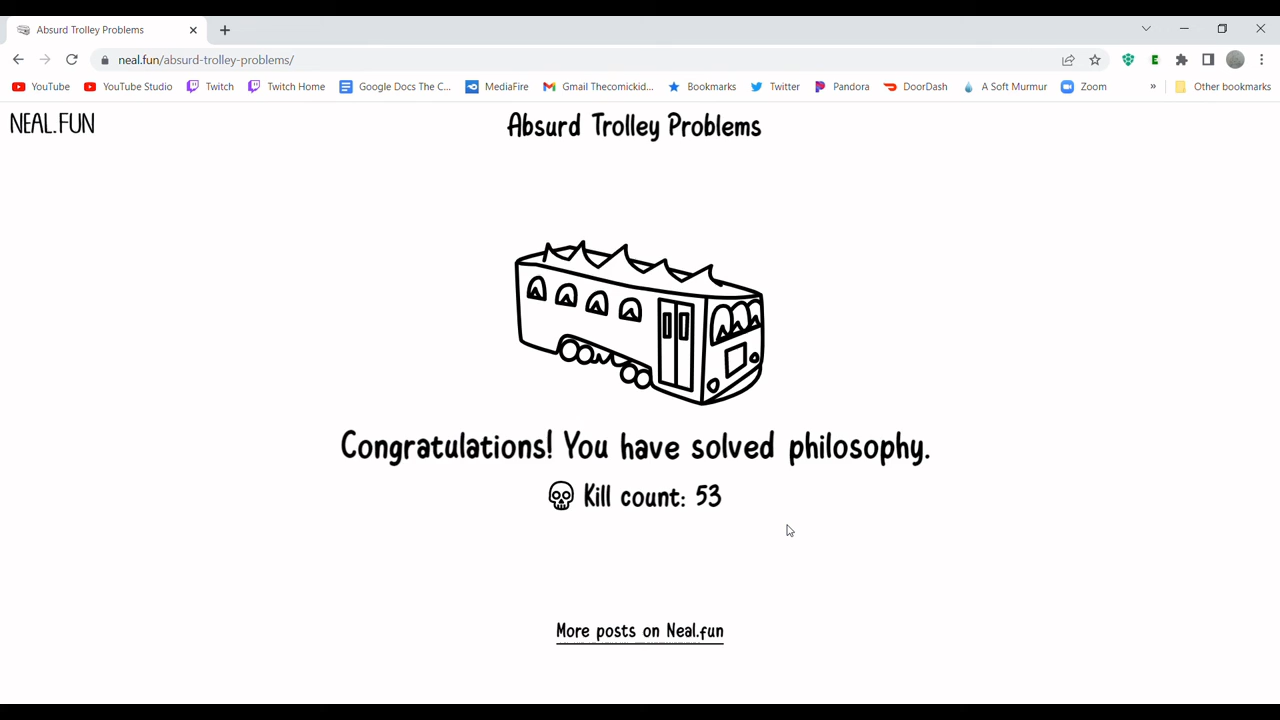 Absurd Trolley Problems
neal.fun/absurd-trolley-problems/
YouTube YouTube Studio Twitch Twitch Home Google Docs The C... MediaFire Gmail Thecomickid... Bookmarks Twitter Pandora DoorDash A Soft Murmur Zoom » Other bookmarks
NEAL.FUN Absurd Trolley Problems
Congratulations! You have solved philosophy.
Kill count: 53
More posts on Neal.fun